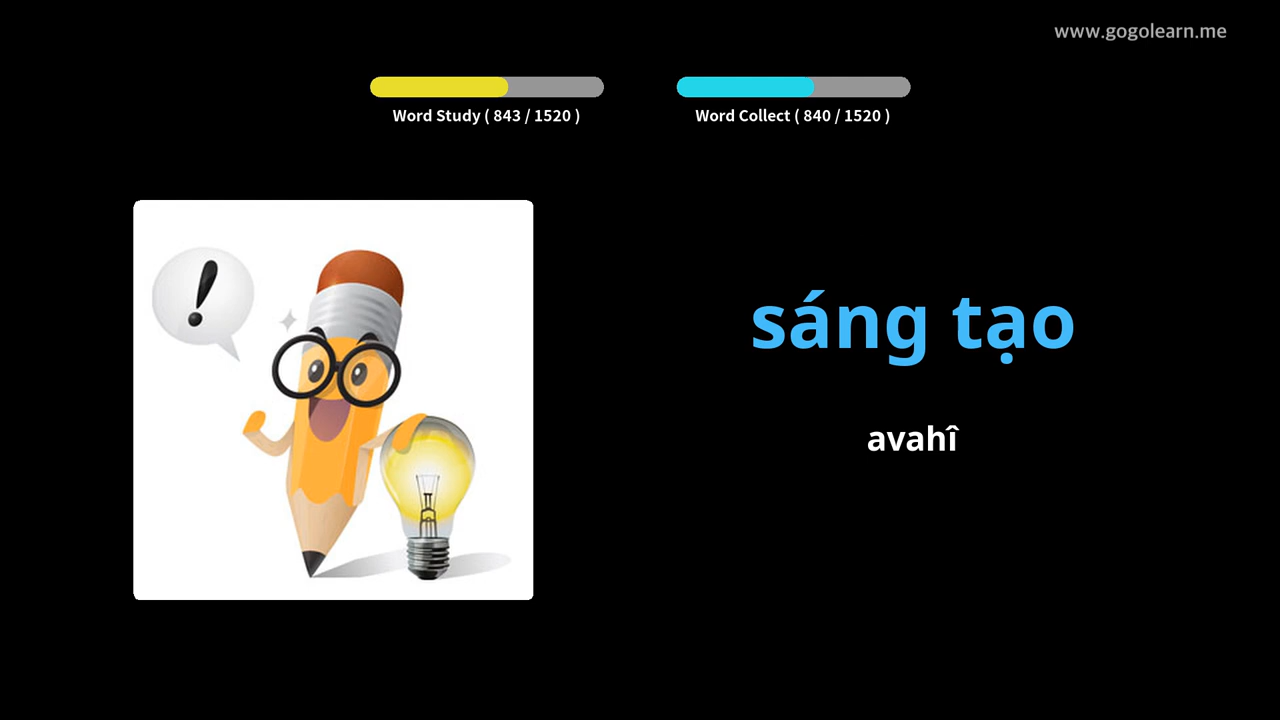 www.gogolearn.me
Word Study ( 843 / 1520 )
Word Collect ( 840 / 1520 )
!
sáng tạo
avahî